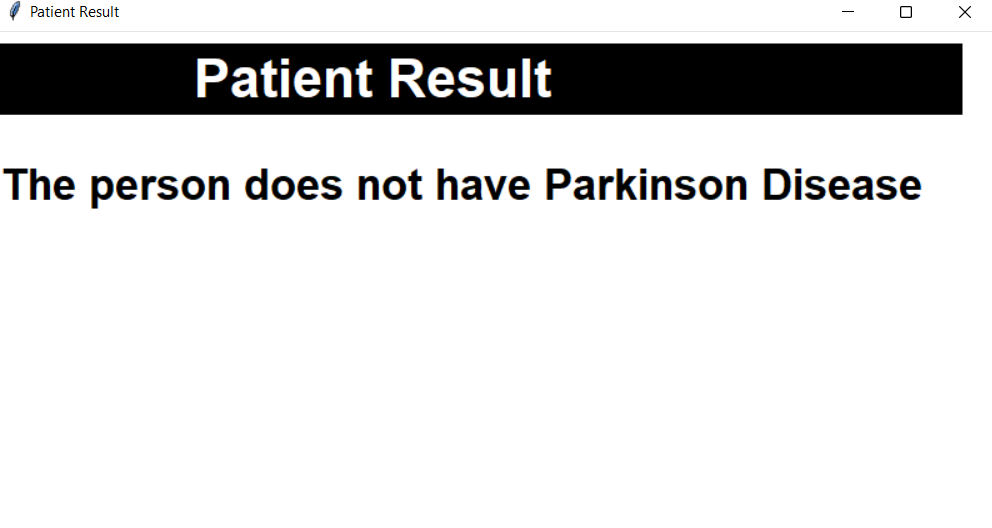 Patient Result
Patient Result
The person does not have Parkinson Disease